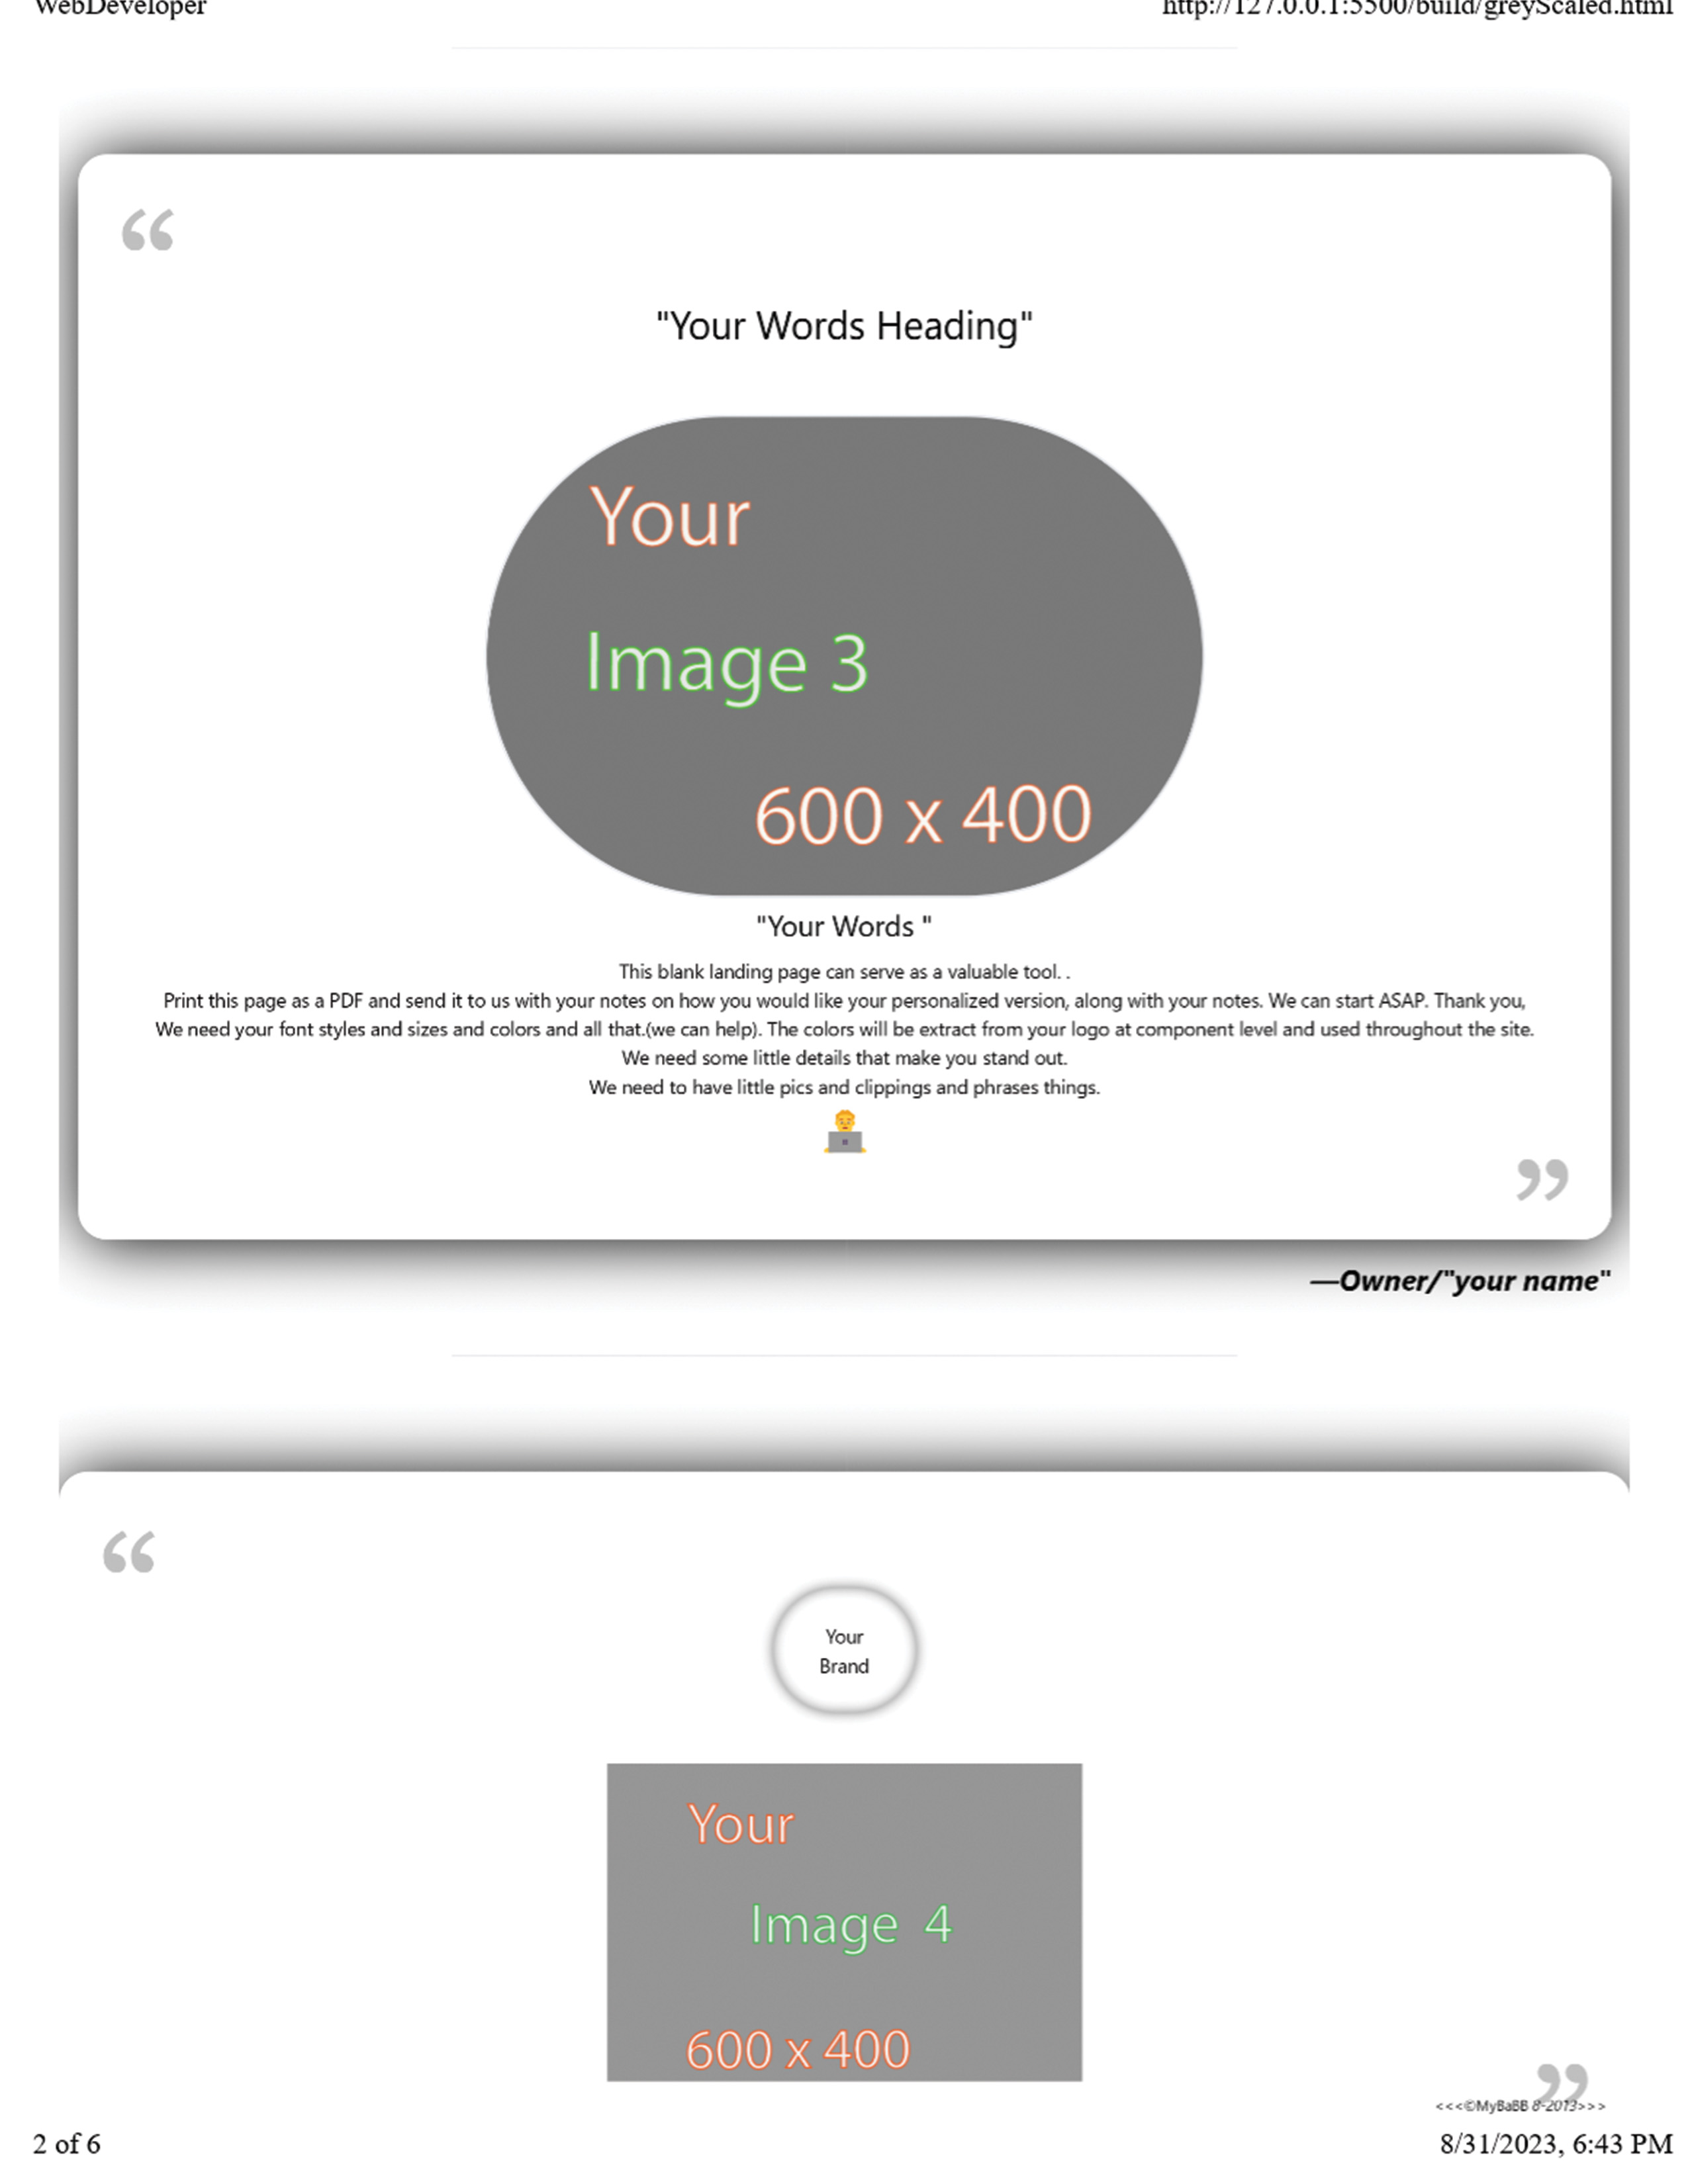 WebDeveloper
http://127.0.0.1:5500/build/greyScaled.html
“
"Your Words Heading"
Your
Image 3
600 x 400
"Your Words "
This blank landing page can serve as a valuable tool. .
Print this page as a PDF and send it to us with your notes on how you would like your personalized version, along with your notes. We can start ASAP. Thank you,
We need your font styles and sizes and colors and all that.(we can help). The colors will be extract from your logo at component level and used throughout the site.
We need some little details that make you stand out.
We need to have little pics and clippings and phrases things.
”
—Owner/"your name"
“
Your
Brand
Your
Image 4
600 x 400
”
<<<©MyBaBB 8-2013>>>
2 of 6
8/31/2023, 6:43 PM